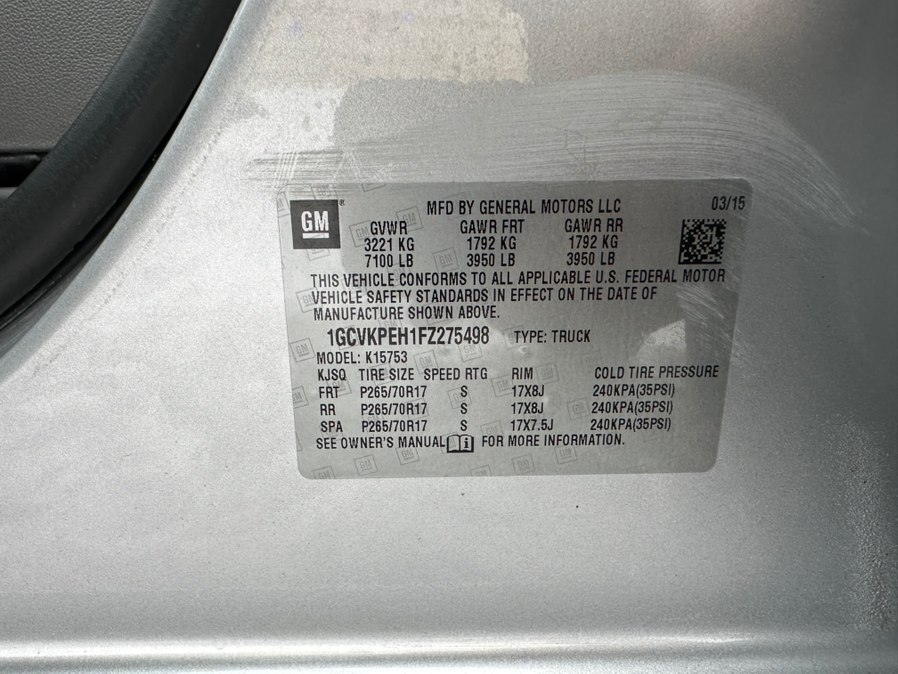 GM ® MFD BY GENERAL MOTORS LLC 03/15
GVWR GAWR FRT GAWR RR
3221 KG 1792 KG 1792 KG
7100 LB 3950 LB 3950 LB
THIS VEHICLE CONFORMS TO ALL APPLICABLE U.S. FEDERAL MOTOR
VEHICLE SAFETY STANDARDS IN EFFECT ON THE DATE OF
MANUFACTURE SHOWN ABOVE.
1GCVKPEH1FZ275498 TYPE: TRUCK
MODEL: K15753
KJSQ TIRE SIZE SPEED RTG RIM COLD TIRE PRESSURE
FRT P265/70R17 S 17X8J 240KPA(35PSI)
RR P265/70R17 S 17X8J 240KPA(35PSI)
SPA P265/70R17 S 17X7.5J 240KPA(35PSI)
SEE OWNER'S MANUAL FOR MORE INFORMATION.